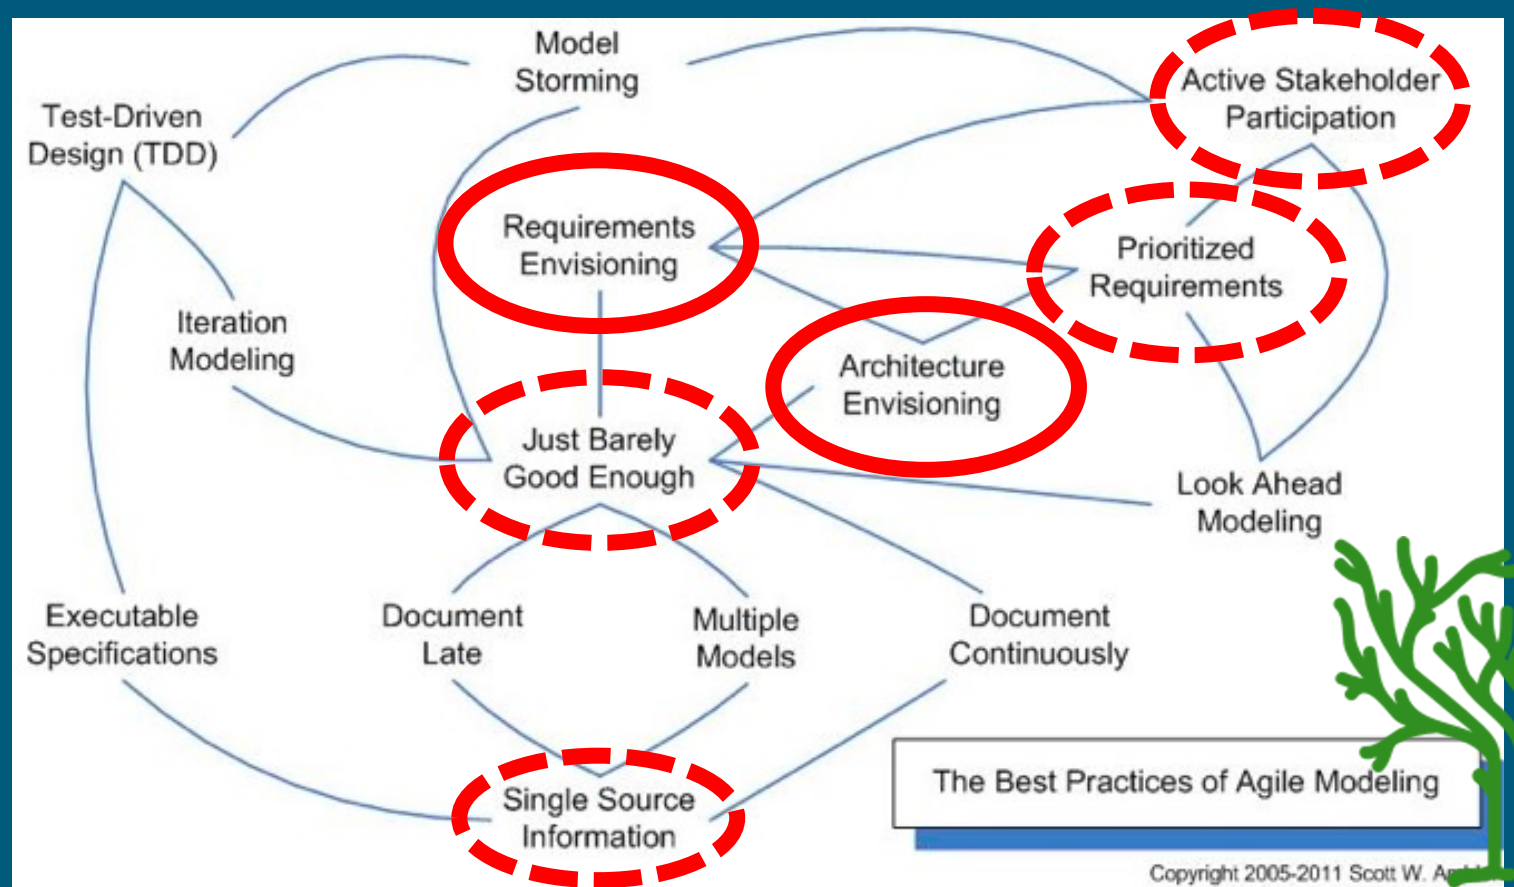 Model
Storming
Active Stakeholder
Participation
Test-Driven
Design (TDD)
Requirements
Envisioning
Prioritized
Requirements
Iteration
Modeling
Architecture
Envisioning
Just Barely
Good Enough
Look Ahead
Modeling
Executable
Specifications
Document
Late
Multiple
Models
Document
Continuously
Single Source
Information
The Best Practices of Agile Modeling
Copyright 2005-2011 Scott W.